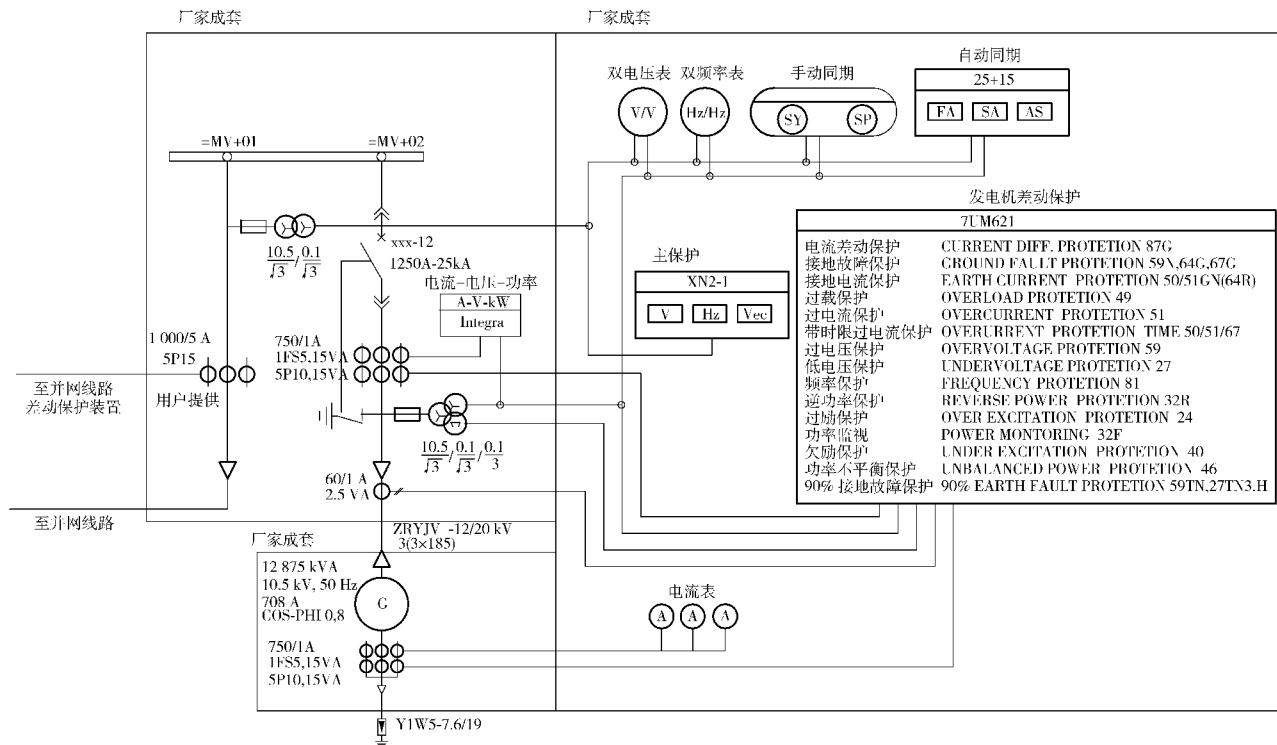 厂家成套
厂家成套
双电压表
双频率表
手动同期
自动同期
V/V
Hz/Hz
SY
SP
25+15
FA
SA
AS
=MV+01
=MV+02
10.5/√3 / 0.1/√3
xxx-12
1250A-25kA
电流-电压-功率
A-V-kW
Integra
主保护
XN2-1
V
Hz
Vec
发电机差动保护
7UM621
电流差动保护 CURRENT DIFF. PROTETION 87G
接地故障保护 GROUND FAULT PROTETION 59N,64G,67G
接地电流保护 EARTH CURRENT PROTETION 50/51GN(64R)
过载保护 OVERLOAD PROTETION 49
过电流保护 OVERCURRENT PROTETION 51
带时限过电流保护 OVERURRENT PROTETION TIME 50/51/67
过电压保护 OVERVOLTAGE PROTETION 59
低电压保护 UNDERVOLTAGE PROTETION 27
频率保护 FREQUENCY PROTETION 81
逆功率保护 REVERSE POWER PROTETION 32R
过励保护 OVER EXCITATION PROTETION 24
功率监视 POWER MONTORING 32F
欠励保护 UNDER EXCITATION PROTETION 40
功率不平衡保护 UNBALANCED POWER PROTETION 46
90% 接地故障保护 90% EARTH FAULT PROTETION 59TN,27TN3.H
1 000/5 A
5P15
用户提供
至并网线路
差动保护装置
750/1A
1FS5,15VA
5P10,15VA
10.5/√3 / 0.1/√3 / 0.1/3
60/1 A
2.5 VA
至并网线路
ZRYJV -12/20 kV
3(3×185)
厂家成套
12 875 kVA
10.5 kV, 50 Hz
708 A
COS-PHI 0,8
G
电流表
A
A
A
750/1A
1FS5,15VA
5P10,15VA
Y1W5-7.6/19